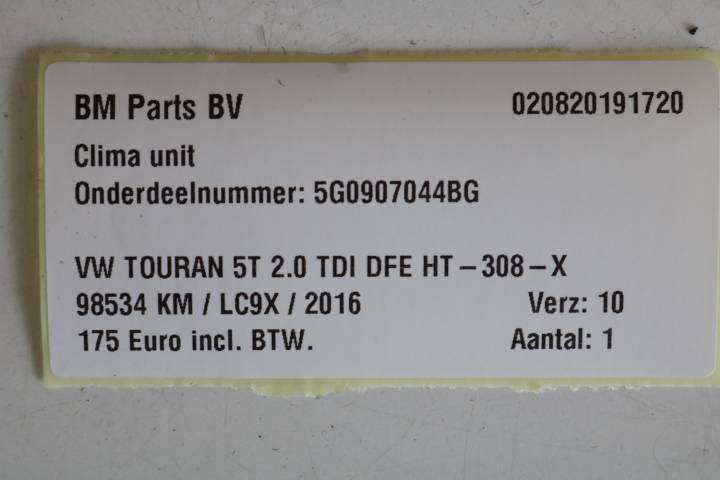 BM Parts BV 020820191720
Clima unit
Onderdeelnummer: 5G0907044BG
VW TOURAN 5T 2.0 TDI DFE HT-308-X
98534 KM / LC9X / 2016 Verz: 10
175 Euro incl. BTW. Aantal: 1